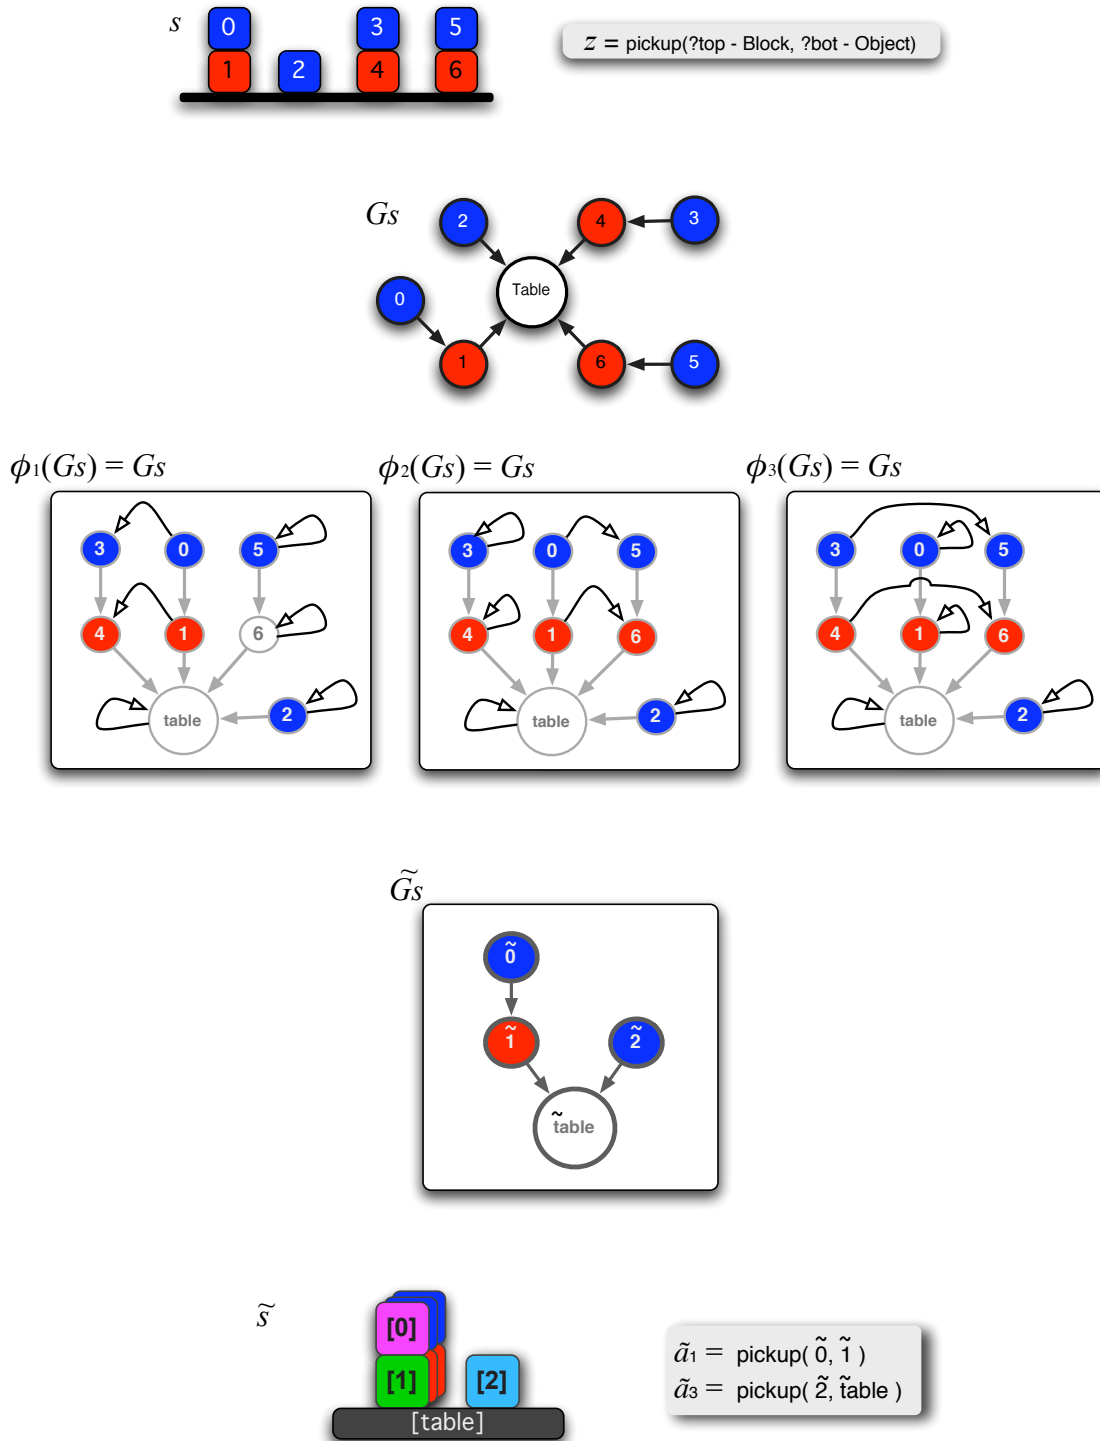 s
0 3 5
1 2 4 6
z = pickup(?top - Block, ?bot - Object)
Gs
2 4 3
Table
0
1 6 5
ϕ1(Gs) = Gs
3 0 5
4 1 6
table 2
ϕ2(Gs) = Gs
3 0 5
4 1 6
table 2
ϕ3(Gs) = Gs
3 0 5
4 1 6
table 2
G̃s
0̃
1̃ 2̃
t̃able
s̃
[0]
[1] [2]
[table]
ã1 = pickup( 0̃, 1̃ )
ã3 = pickup( 2̃, t̃able )